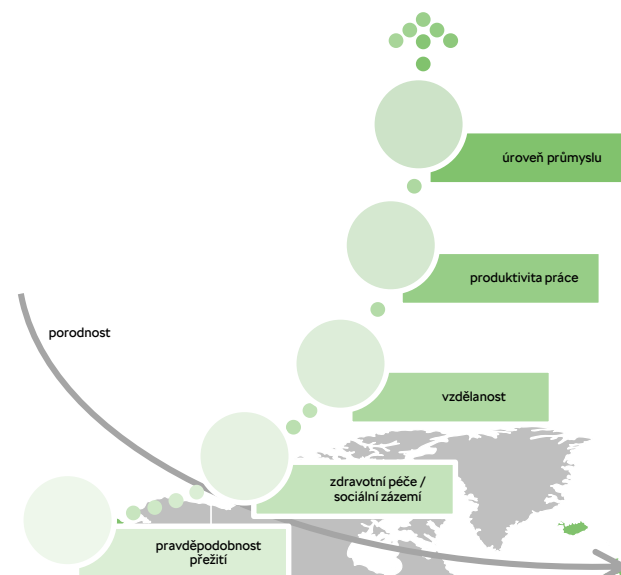 úroveň průmyslu
produktivita práce
porodnost
vzdělanost
zdravotní péče /
sociální zázemí
pravděpodobnost
přežití